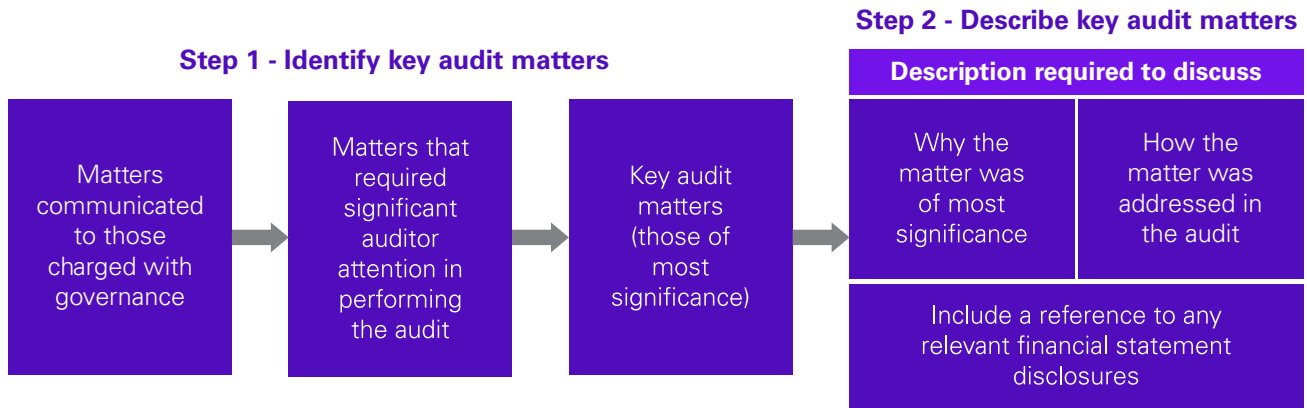 Step 1 - Identify key audit matters
Matters
communicated
to those
charged with
governance
Matters that
required
significant
auditor
attention in
performing
the audit
Key audit
matters
(those of
most
significance)
Step 2 - Describe key audit matters
Description required to discuss
Why the
matter was
of most
significance
How the
matter was
addressed in
the audit
Include a reference to any
relevant financial statement
disclosures